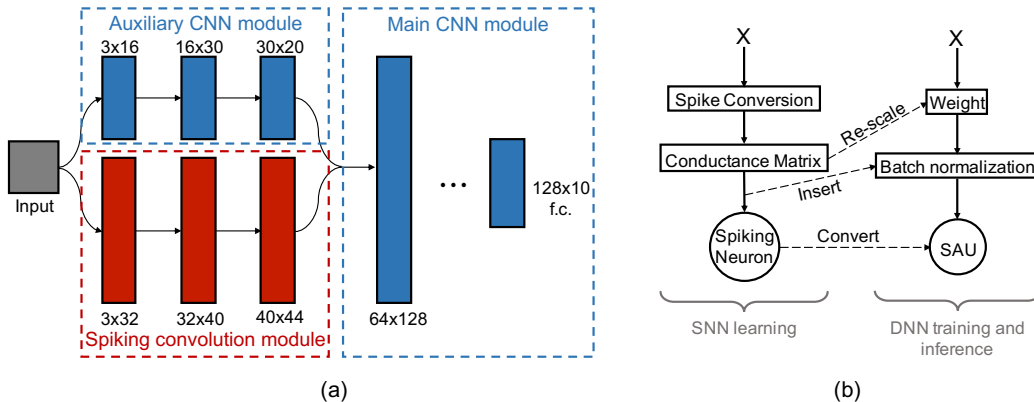 Auxiliary CNN module
3x16
16x30
30x20
Main CNN module
Input
...
128x10
f.c.
3x32
32x40
40x44
64x128
Spiking convolution module
(a)
X
Spike Conversion
Conductance Matrix
Spiking
Neuron
SNN learning
Re-scale
Insert
Convert
X
Weight
Batch normalization
SAU
DNN training and
inference
(b)